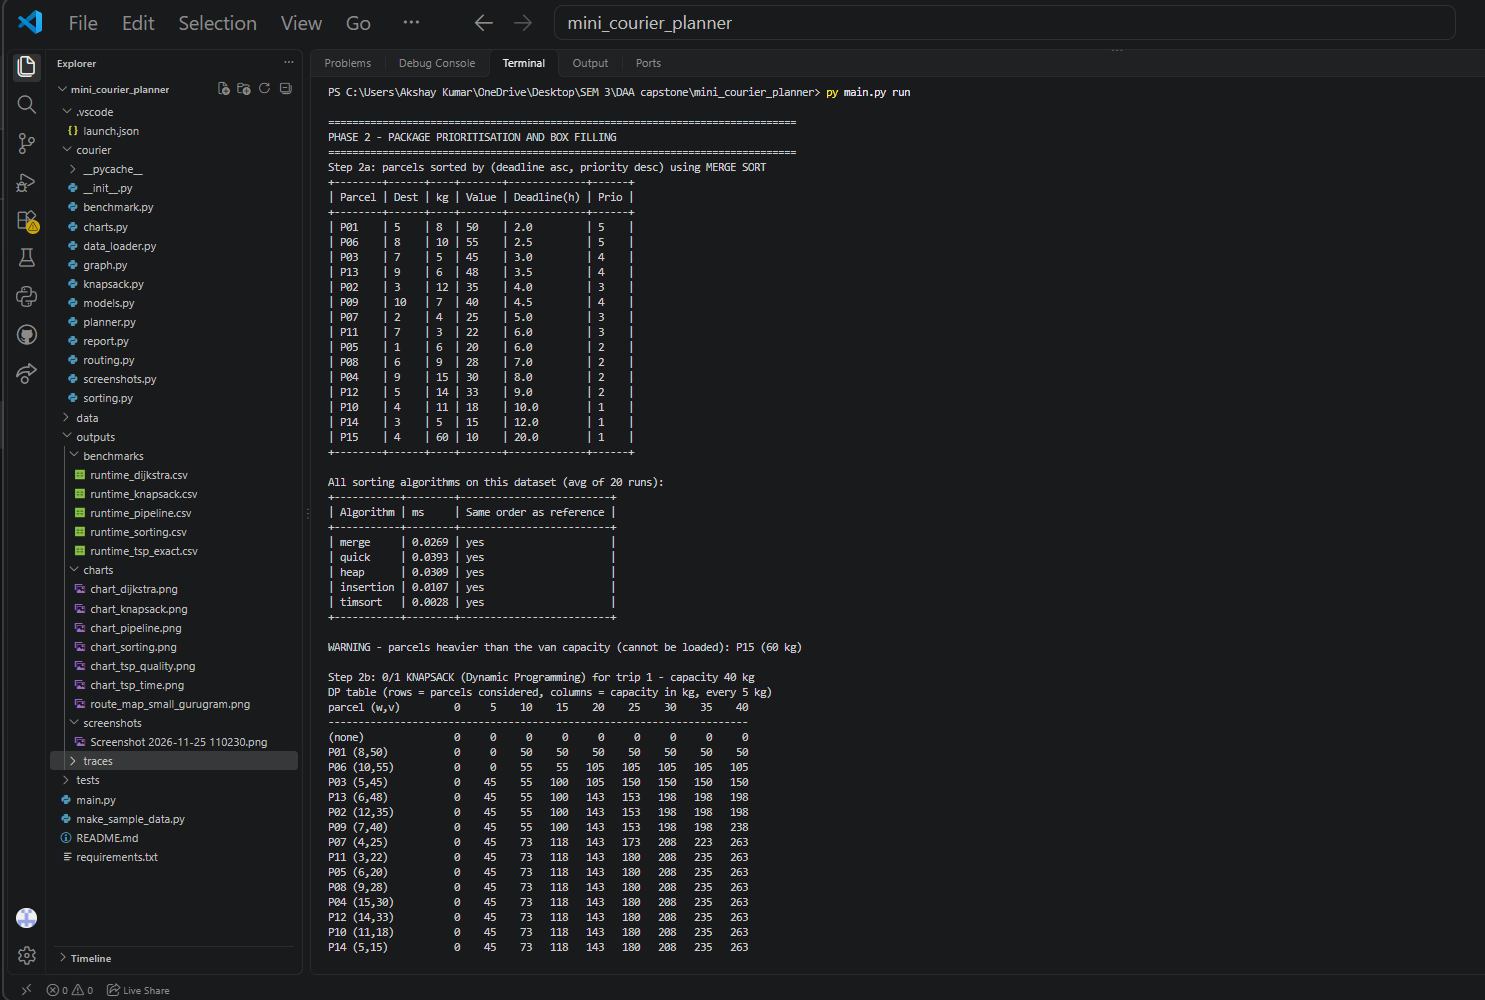 File Edit Selection View Go ··· ← → mini_courier_planner
Explorer ···
mini_courier_planner
.vscode
{} launch.json
courier
__pycache__
__init__.py
benchmark.py
charts.py
data_loader.py
graph.py
knapsack.py
models.py
planner.py
report.py
routing.py
screenshots.py
sorting.py
data
outputs
benchmarks
runtime_dijkstra.csv
runtime_knapsack.csv
runtime_pipeline.csv
runtime_sorting.csv
runtime_tsp_exact.csv
charts
chart_dijkstra.png
chart_knapsack.png
chart_pipeline.png
chart_sorting.png
chart_tsp_quality.png
chart_tsp_time.png
route_map_small_gurugram.png
screenshots
Screenshot 2026-11-25 110230.png
traces
tests
main.py
make_sample_data.py
README.md
requirements.txt
Timeline
Problems Debug Console Terminal Output Ports
PS C:\Users\Akshay Kumar\OneDrive\Desktop\SEM 3\DAA capstone\mini_courier_planner> py main.py run
==============================================================================
PHASE 2 - PACKAGE PRIORITISATION AND BOX FILLING
==============================================================================
Step 2a: parcels sorted by (deadline asc, priority desc) using MERGE SORT
+--------+------+----+-------+-------------+------+
| Parcel | Dest | kg | Value | Deadline(h) | Prio |
+--------+------+----+-------+-------------+------+
| P01    | 5    | 8  | 50    | 2.0         | 5    |
| P06    | 8    | 10 | 55    | 2.5         | 5    |
| P03    | 7    | 5  | 45    | 3.0         | 4    |
| P13    | 9    | 6  | 48    | 3.5         | 4    |
| P02    | 3    | 12 | 35    | 4.0         | 3    |
| P09    | 10   | 7  | 40    | 4.5         | 4    |
| P07    | 2    | 4  | 25    | 5.0         | 3    |
| P11    | 7    | 3  | 22    | 6.0         | 3    |
| P05    | 1    | 6  | 20    | 6.0         | 2    |
| P08    | 6    | 9  | 28    | 7.0         | 2    |
| P04    | 9    | 15 | 30    | 8.0         | 2    |
| P12    | 5    | 14 | 33    | 9.0         | 2    |
| P10    | 4    | 11 | 18    | 10.0        | 1    |
| P14    | 3    | 5  | 15    | 12.0        | 1    |
| P15    | 4    | 60 | 10    | 20.0        | 1    |
+--------+------+----+-------+-------------+------+
All sorting algorithms on this dataset (avg of 20 runs):
+-----------+--------+-------------------------+
| Algorithm | ms     | Same order as reference |
+-----------+--------+-------------------------+
| merge     | 0.0269 | yes                     |
| quick     | 0.0393 | yes                     |
| heap      | 0.0309 | yes                     |
| insertion | 0.0107 | yes                     |
| timsort   | 0.0028 | yes                     |
+-----------+--------+-------------------------+
WARNING - parcels heavier than the van capacity (cannot be loaded): P15 (60 kg)
Step 2b: 0/1 KNAPSACK (Dynamic Programming) for trip 1 - capacity 40 kg
DP table (rows = parcels considered, columns = capacity in kg, every 5 kg)
parcel (w,v)         0    5   10   15   20   25   30   35   40
----------------------------------------------------------------------
(none)               0    0    0    0    0    0    0    0    0
P01 (8,50)           0    0   50   50   50   50   50   50   50
P06 (10,55)          0    0   55   55  105  105  105  105  105
P03 (5,45)           0   45   55  100  105  150  150  150  150
P13 (6,48)           0   45   55  100  143  153  198  198  198
P02 (12,35)          0   45   55  100  143  153  198  198  198
P09 (7,40)           0   45   55  100  143  153  198  198  238
P07 (4,25)           0   45   73  118  143  173  208  223  263
P11 (3,22)           0   45   73  118  143  180  208  235  263
P05 (6,20)           0   45   73  118  143  180  208  235  263
P08 (9,28)           0   45   73  118  143  180  208  235  263
P04 (15,30)          0   45   73  118  143  180  208  235  263
P12 (14,33)          0   45   73  118  143  180  208  235  263
P10 (11,18)          0   45   73  118  143  180  208  235  263
P14 (5,15)           0   45   73  118  143  180  208  235  263
0 0 Live Share